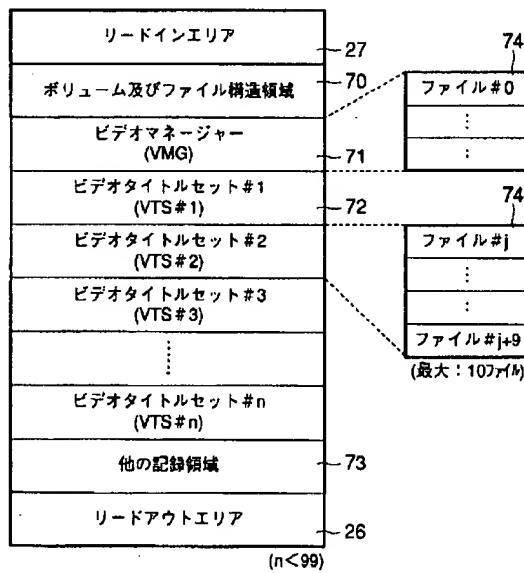 リードインエリア
27
ボリューム及びファイル構造領域
70
ビデオマネージャー
(VMG)
71
ビデオタイトルセット#1
(VTS#1)
72
ビデオタイトルセット#2
(VTS#2)
ビデオタイトルセット#3
(VTS#3)
ビデオタイトルセット#n
(VTS#n)
他の記録領域
73
リードアウトエリア
26
(n<99)
74
ファイル#0
74
ファイル#j
ファイル#j+9
(最大:10ファイル)